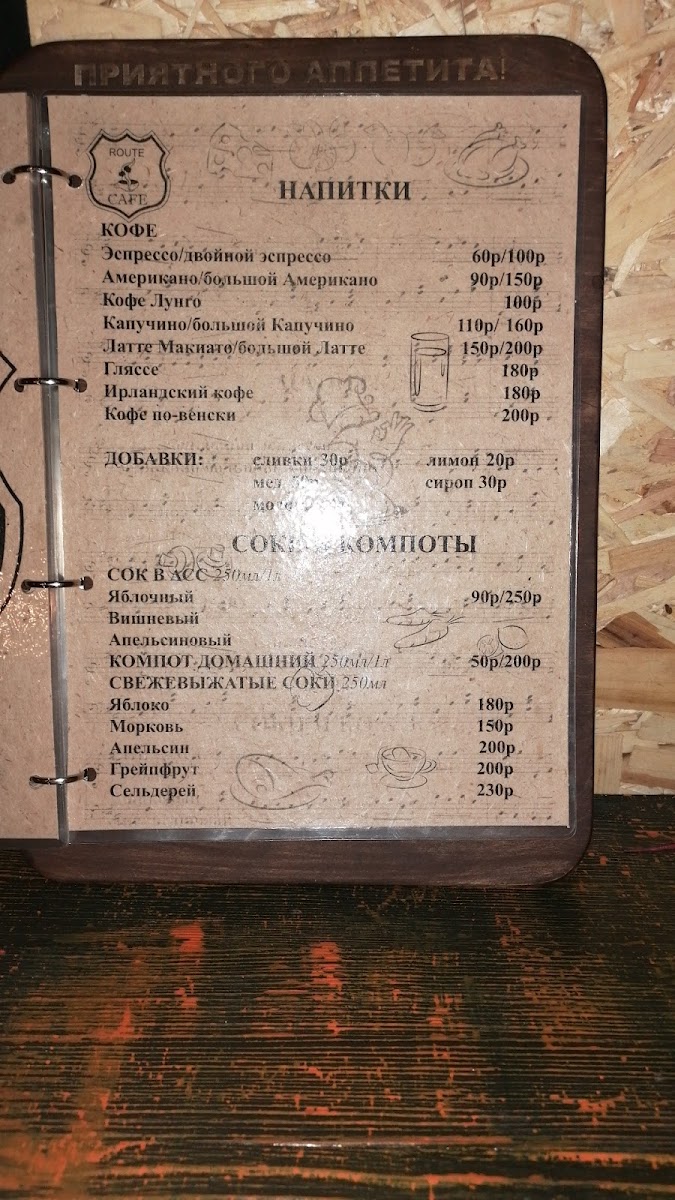 ПРИЯТНОГО АППЕТИТА!
ROUTE
CAFE
НАПИТКИ
КОФЕ
Эспрессо/двойной эспрессо 60р/100р
Американо/большой Американо 90р/150р
Кофе Лунго 100р
Капучино/большой Капучино 110р/ 160р
Латте Макиато/большой Латте 150р/200р
Гляссе 180р
Ирландский кофе 180р
Кофе по-венски 200р
ДОБАВКИ: сливки 30р лимон 20р
мед сироп 30р
СОКИ КОМПОТЫ
СОК В АСС 250мл/1л
Яблочный 90р/250р
Вишневый
Апельсиновый
КОМПОТ ДОМАШНИЙ 250мл/1л 50р/200р
СВЕЖЕВЫЖАТЫЕ СОКИ 250мл
Яблоко 180р
Морковь 150р
Апельсин 200р
Грейпфрут 200р
Сельдерей 230р